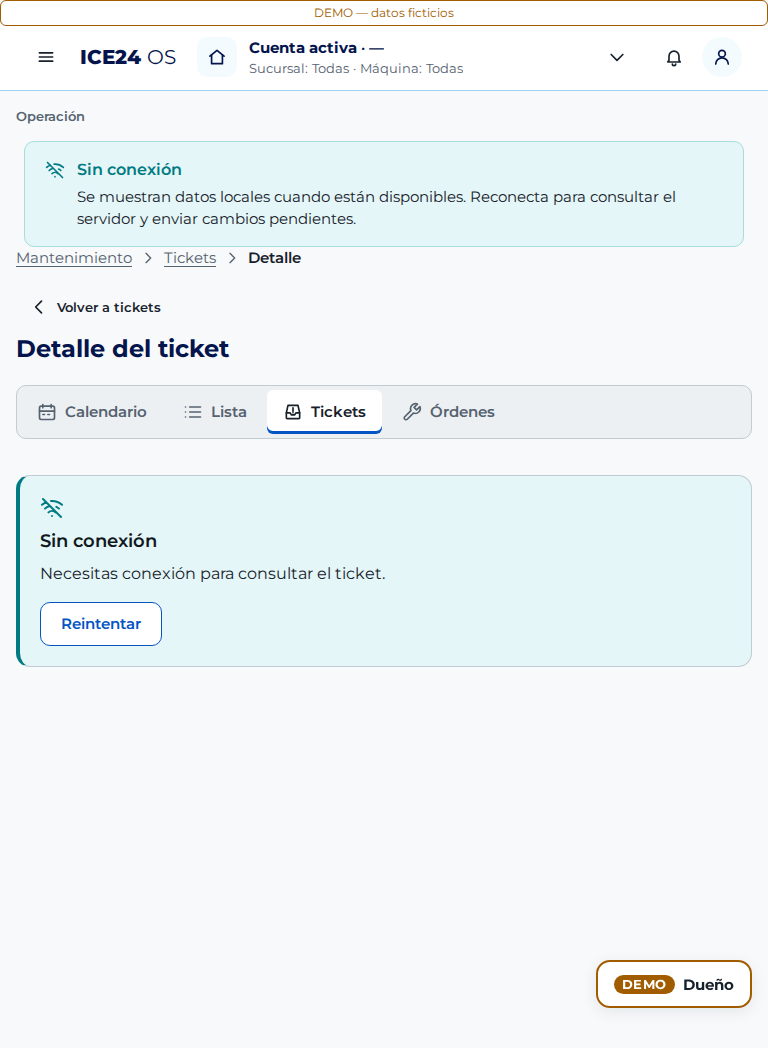 DEMO — datos ficticios
ICE24 OS
Cuenta activa · —
Sucursal: Todas · Máquina: Todas
Operación
Sin conexión
Se muestran datos locales cuando están disponibles. Reconecta para consultar el
servidor y enviar cambios pendientes.
Mantenimiento > Tickets > Detalle
Volver a tickets
Detalle del ticket
Calendario Lista Tickets Órdenes
Sin conexión
Necesitas conexión para consultar el ticket.
Reintentar
DEMO Dueño